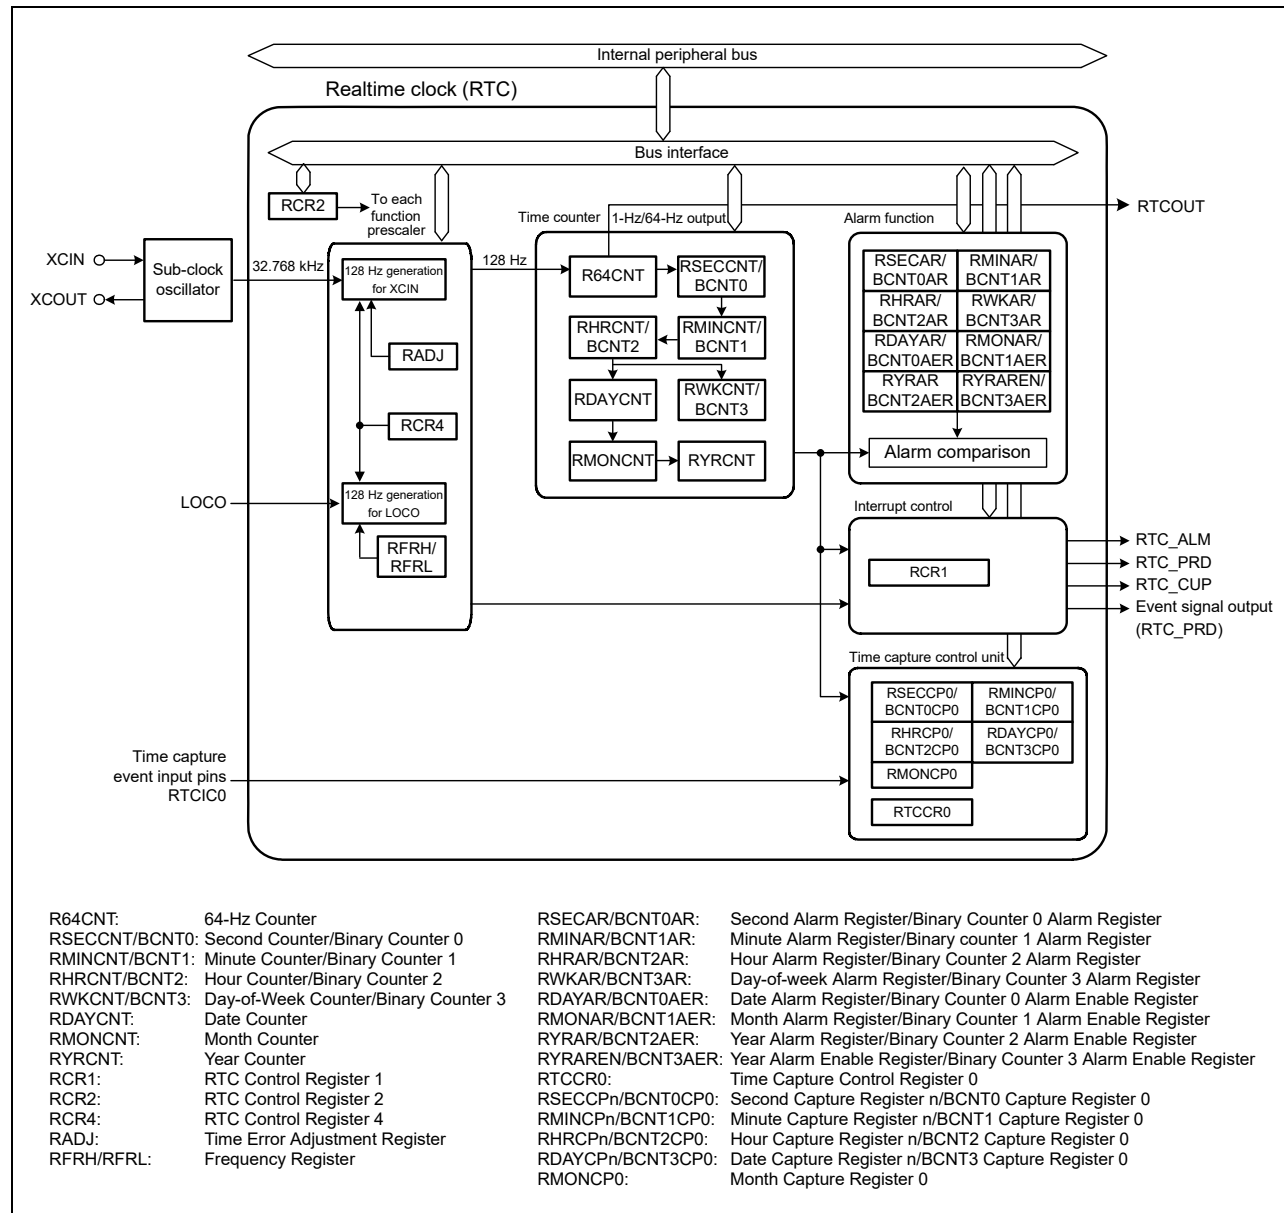 Internal peripheral bus
Realtime clock (RTC)
Bus interface
RCR2
To each
function
prescaler
Time counter
1-Hz/64-Hz output
Alarm function
RTCOUT
XCIN
XCOUT
Sub-clock
oscillator
32.768 kHz
128 Hz generation
for XCIN
128 Hz
R64CNT
RSECCNT/
BCNT0
RHRCNT/
BCNT2
RMINCNT/
BCNT1
RDAYCNT
RWKCNT/
BCNT3
RMONCNT
RYRCNT
RADJ
RCR4
LOCO
128 Hz generation
for LOCO
RFRH/
RFRL
RSECAR/
BCNT0AR
RMINAR/
BCNT1AR
RHRAR/
BCNT2AR
RWKAR/
BCNT3AR
RDAYAR/
BCNT0AER
RMONAR/
BCNT1AER
RYRAR
BCNT2AER
RYRAREN/
BCNT3AER
Alarm comparison
Interrupt control
RCR1
RTC_ALM
RTC_PRD
RTC_CUP
Event signal output
(RTC_PRD)
Time capture control unit
RSECCP0/
BCNT0CP0
RMINCP0/
BCNT1CP0
RHRCP0/
BCNT2CP0
RDAYCP0/
BCNT3CP0
RMONCP0
RTCCR0
Time capture
event input pins
RTCIC0
R64CNT: 64-Hz Counter
RSECCNT/BCNT0: Second Counter/Binary Counter 0
RMINCNT/BCNT1: Minute Counter/Binary Counter 1
RHRCNT/BCNT2: Hour Counter/Binary Counter 2
RWKCNT/BCNT3: Day-of-Week Counter/Binary Counter 3
RDAYCNT: Date Counter
RMONCNT: Month Counter
RYRCNT: Year Counter
RCR1: RTC Control Register 1
RCR2: RTC Control Register 2
RCR4: RTC Control Register 4
RADJ: Time Error Adjustment Register
RFRH/RFRL: Frequency Register
RSECAR/BCNT0AR: Second Alarm Register/Binary Counter 0 Alarm Register
RMINAR/BCNT1AR: Minute Alarm Register/Binary counter 1 Alarm Register
RHRAR/BCNT2AR: Hour Alarm Register/Binary Counter 2 Alarm Register
RWKAR/BCNT3AR: Day-of-week Alarm Register/Binary Counter 3 Alarm Register
RDAYAR/BCNT0AER: Date Alarm Register/Binary Counter 0 Alarm Enable Register
RMONAR/BCNT1AER: Month Alarm Register/Binary Counter 1 Alarm Enable Register
RYRAR/BCNT2AER: Year Alarm Register/Binary Counter 2 Alarm Enable Register
RYRAREN/BCNT3AER: Year Alarm Enable Register/Binary Counter 3 Alarm Enable Register
RTCCR0: Time Capture Control Register 0
RSECCPn/BCNT0CP0: Second Capture Register n/BCNT0 Capture Register 0
RMINCPn/BCNT1CP0: Minute Capture Register n/BCNT1 Capture Register 0
RHRCPn/BCNT2CP0: Hour Capture Register n/BCNT2 Capture Register 0
RDAYCPn/BCNT3CP0: Date Capture Register n/BCNT3 Capture Register 0
RMONCP0: Month Capture Register 0